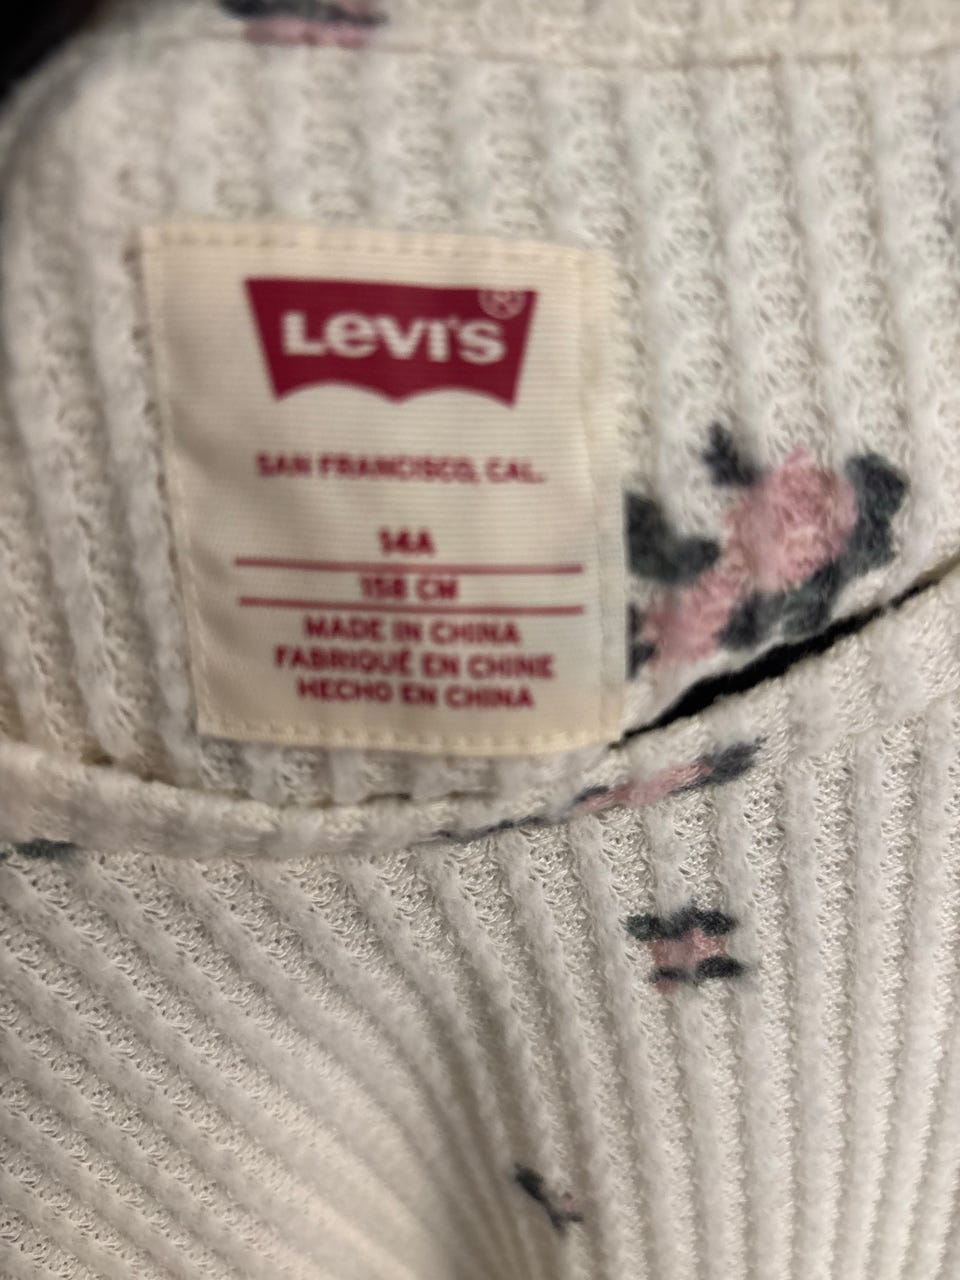 Levi's ®
SAN FRANCISCO, CAL.
14A
158 CM
MADE IN CHINA
FABRIQUÉ EN CHINE
HECHO EN CHINA